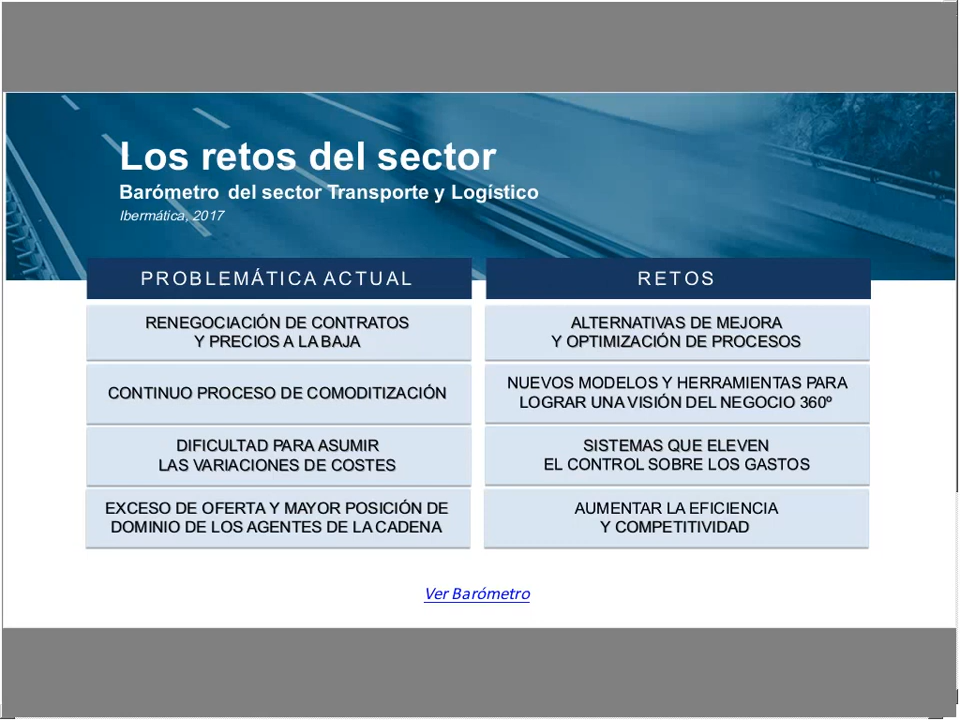 Los retos del sector
Barómetro del sector Transporte y Logístico
Ibermática, 2017
PROBLEMÁTICA ACTUAL
RENEGOCIACIÓN DE CONTRATOS
Y PRECIOS A LA BAJA
CONTINUO PROCESO DE COMODITIZACIÓN
DIFICULTAD PARA ASUMIR
LAS VARIACIONES DE COSTES
EXCESO DE OFERTA Y MAYOR POSICIÓN DE
DOMINIO DE LOS AGENTES DE LA CADENA
RETOS
ALTERNATIVAS DE MEJORA
Y OPTIMIZACIÓN DE PROCESOS
NUEVOS MODELOS Y HERRAMIENTAS PARA
LOGRAR UNA VISIÓN DEL NEGOCIO 360º
SISTEMAS QUE ELEVEN
EL CONTROL SOBRE LOS GASTOS
AUMENTAR LA EFICIENCIA
Y COMPETITIVIDAD
Ver Barómetro